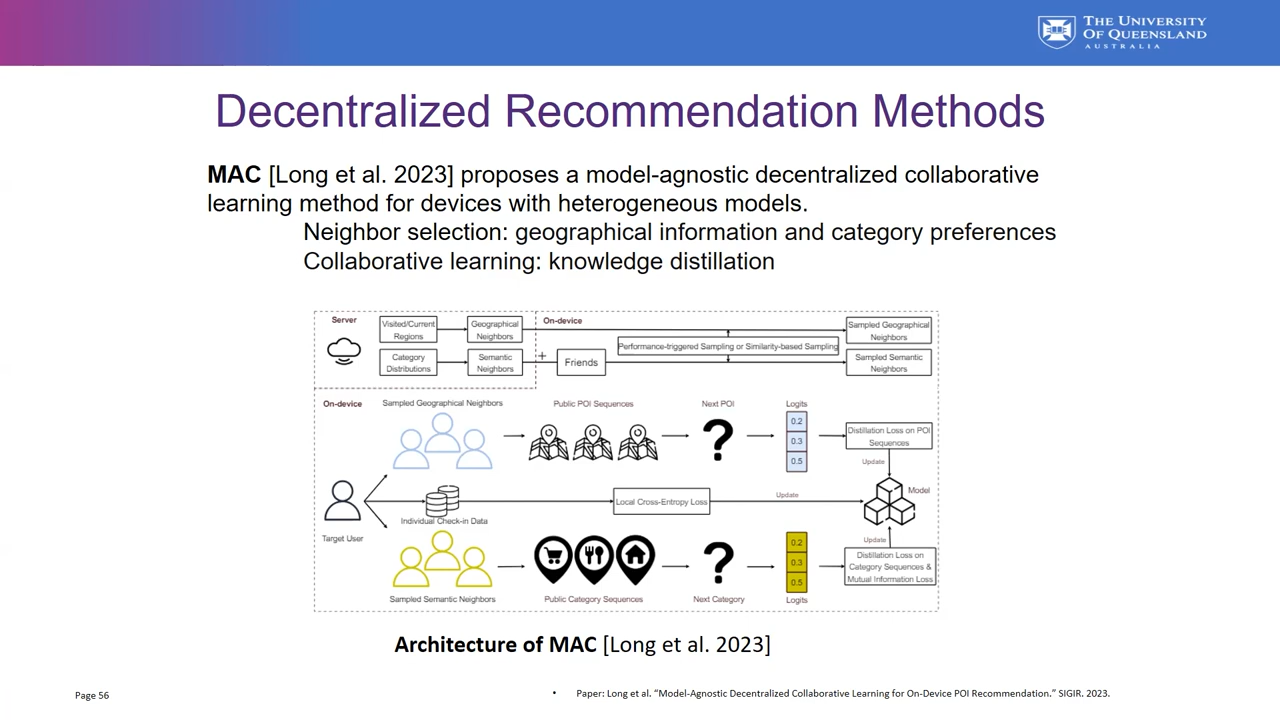 THE UNIVERSITY
OF QUEENSLAND
AUSTRALIA
Decentralized Recommendation Methods
MAC [Long et al. 2023] proposes a model-agnostic decentralized collaborative
learning method for devices with heterogeneous models.
Neighbor selection: geographical information and category preferences
Collaborative learning: knowledge distillation
Server
Visited/Current
Regions
Geographical
Neighbors
On-device
Performance-triggered Sampling or Similarity-based Sampling
Sampled Geographical
Neighbors
Category
Distributions
Semantic
Neighbors
+
Friends
Sampled Semantic
Neighbors
On-device
Sampled Geographical Neighbors
Public POI Sequences
Next POI
Logits
?
0.2
0.3
0.5
Distillation Loss on POI
Sequences
Update
Target User
Individual Check-in Data
Local Cross-Entropy Loss
Update
Model
Update
?
0.2
0.3
0.5
Distillation Loss on
Category Sequences &
Mutual Information Loss
Sampled Semantic Neighbors
Public Category Sequences
Next Category
Logits
Architecture of MAC [Long et al. 2023]
Page 56
• Paper: Long et al. “Model-Agnostic Decentralized Collaborative Learning for On-Device POI Recommendation.” SIGIR. 2023.